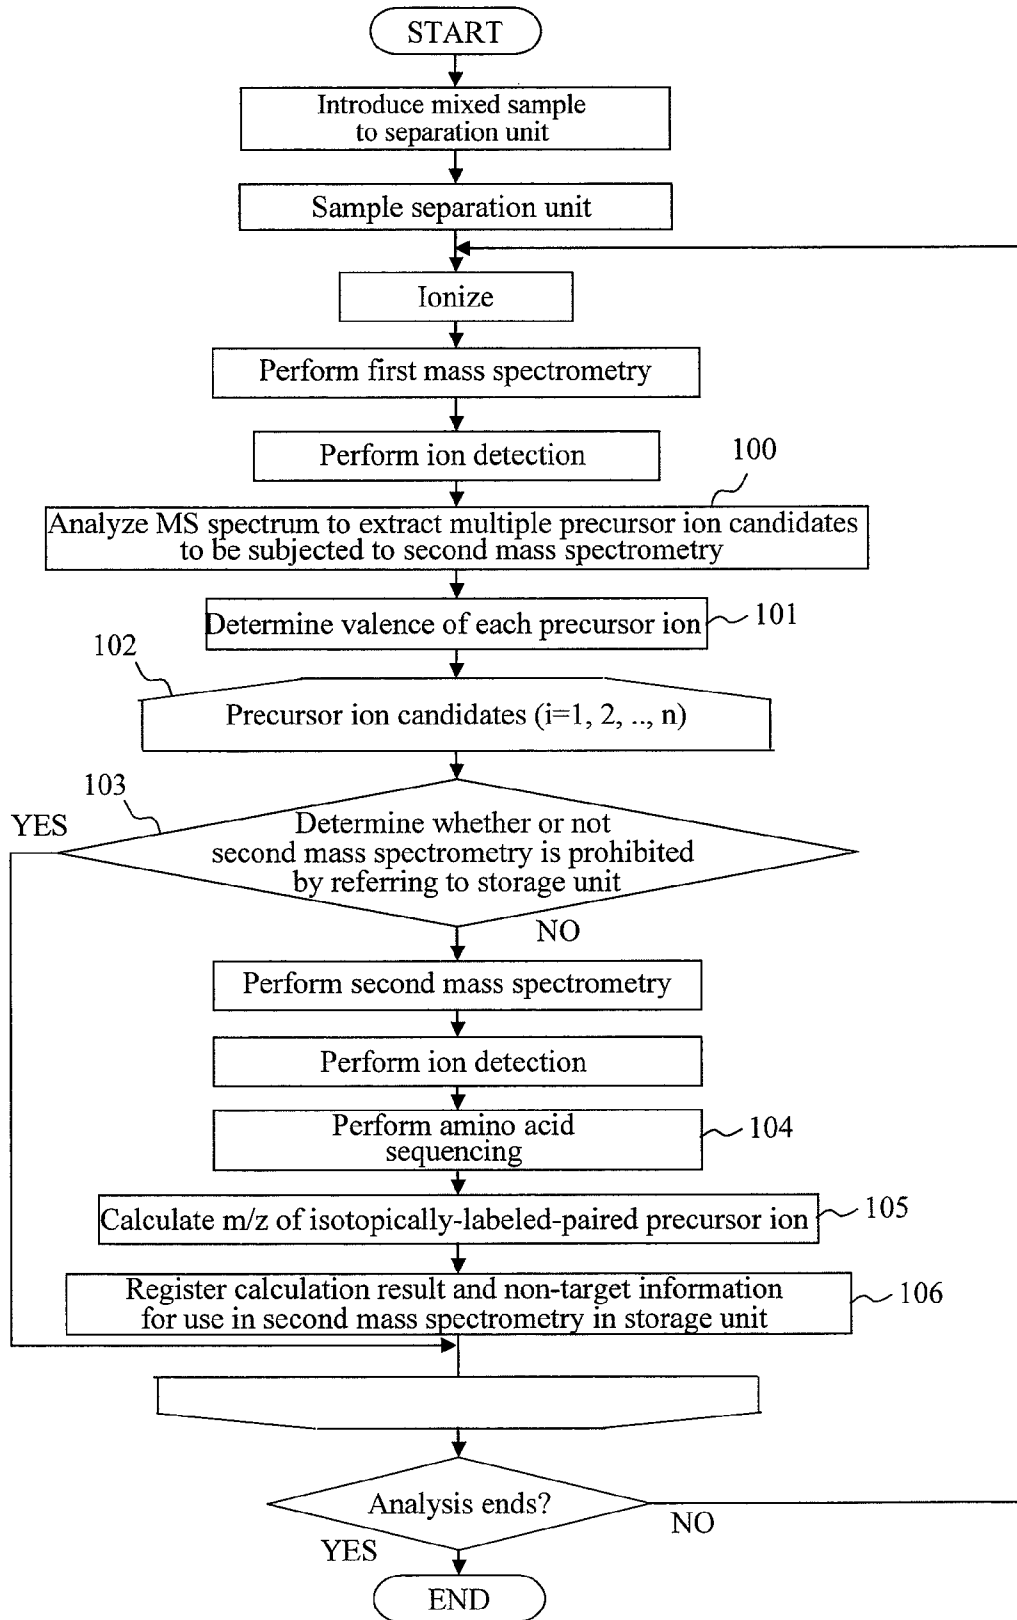 START
Introduce mixed sample
to separation unit
Sample separation unit
Ionize
Perform first mass spectrometry
Perform ion detection
100
Analyze MS spectrum to extract multiple precursor ion candidates
to be subjected to second mass spectrometry
Determine valence of each precursor ion
101
102
Precursor ion candidates (i=1, 2, .., n)
103
YES
Determine whether or not
second mass spectrometry is prohibited
by referring to storage unit
NO
Perform second mass spectrometry
Perform ion detection
Perform amino acid
sequencing
104
Calculate m/z of isotopically-labeled-paired precursor ion
105
Register calculation result and non-target information
for use in second mass spectrometry in storage unit
106
Analysis ends?
NO
YES
END